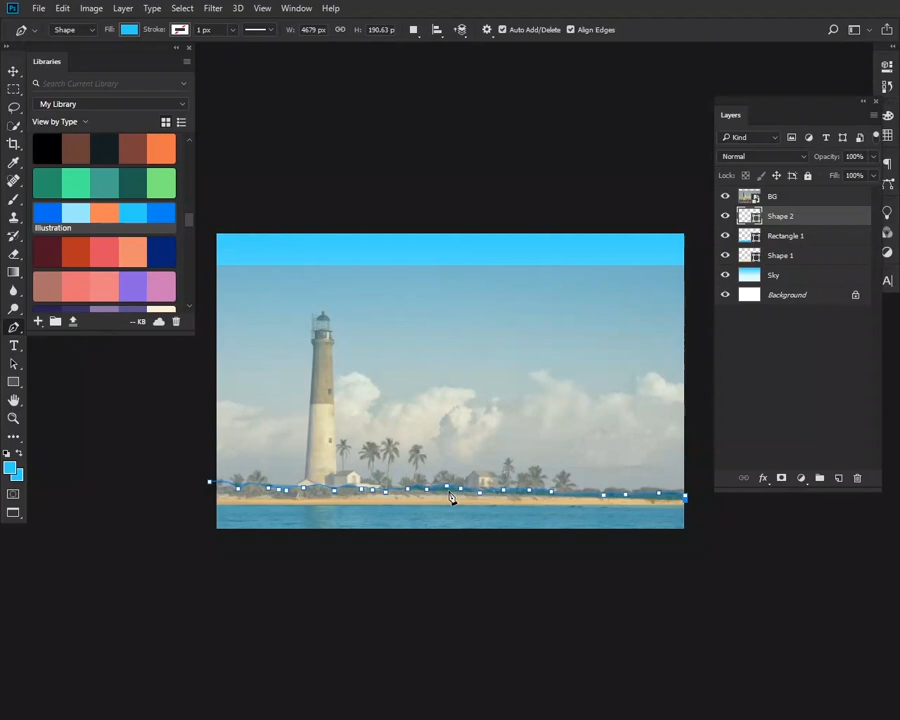 Ps File Edit Image Layer Type Select Filter 3D View Window Help
Shape Fill: Stroke: 1 px W: 4679 px H: 190.63 p Auto Add/Delete Align Edges
Libraries
Search Current Library
My Library
View by Type
Illustration
-- KB
Layers
Kind
Normal Opacity: 100%
Lock: Fill: 100%
BG
Shape 2
Rectangle 1
Shape 1
Sky
Background